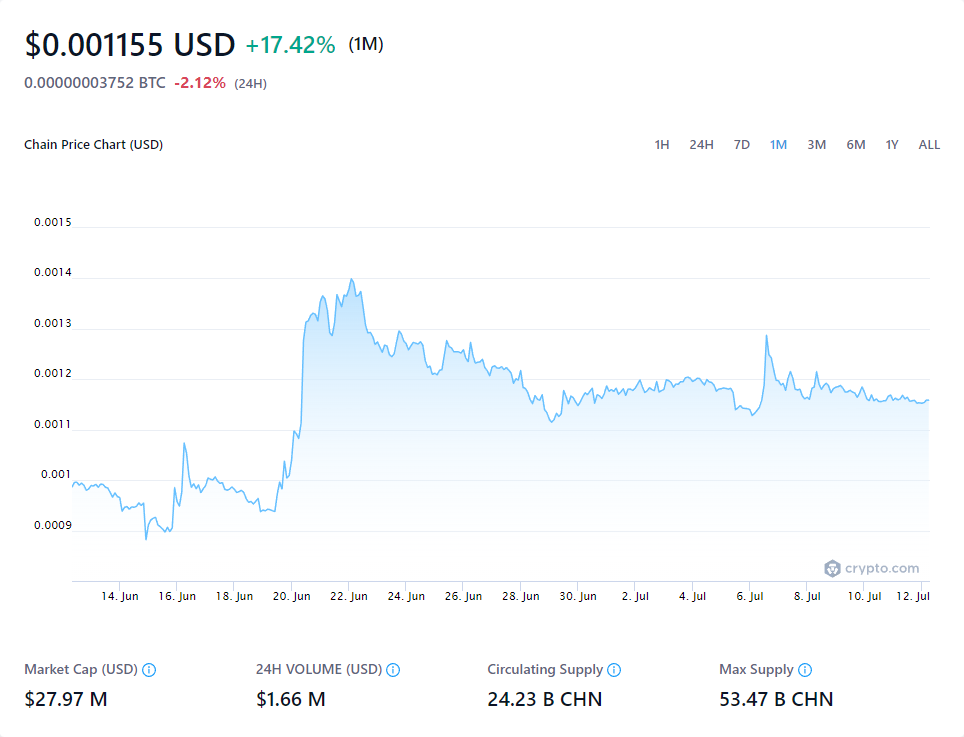 $0.001155 USD +17.42% (1M)
0.00000003752 BTC -2.12% (24H)
Chain Price Chart (USD)
1H 24H 7D 1M 3M 6M 1Y ALL
0.0015
0.0014
0.0013
0.0012
0.0011
0.001
0.0009
crypto.com
14. Jun 16. Jun 18. Jun 20. Jun 22. Jun 24. Jun 26. Jun 28. Jun 30. Jun 2. Jul 4. Jul 6. Jul 8. Jul 10. Jul 12. Jul
Market Cap (USD) 24H VOLUME (USD) Circulating Supply Max Supply
$27.97 M $1.66 M 24.23 B CHN 53.47 B CHN